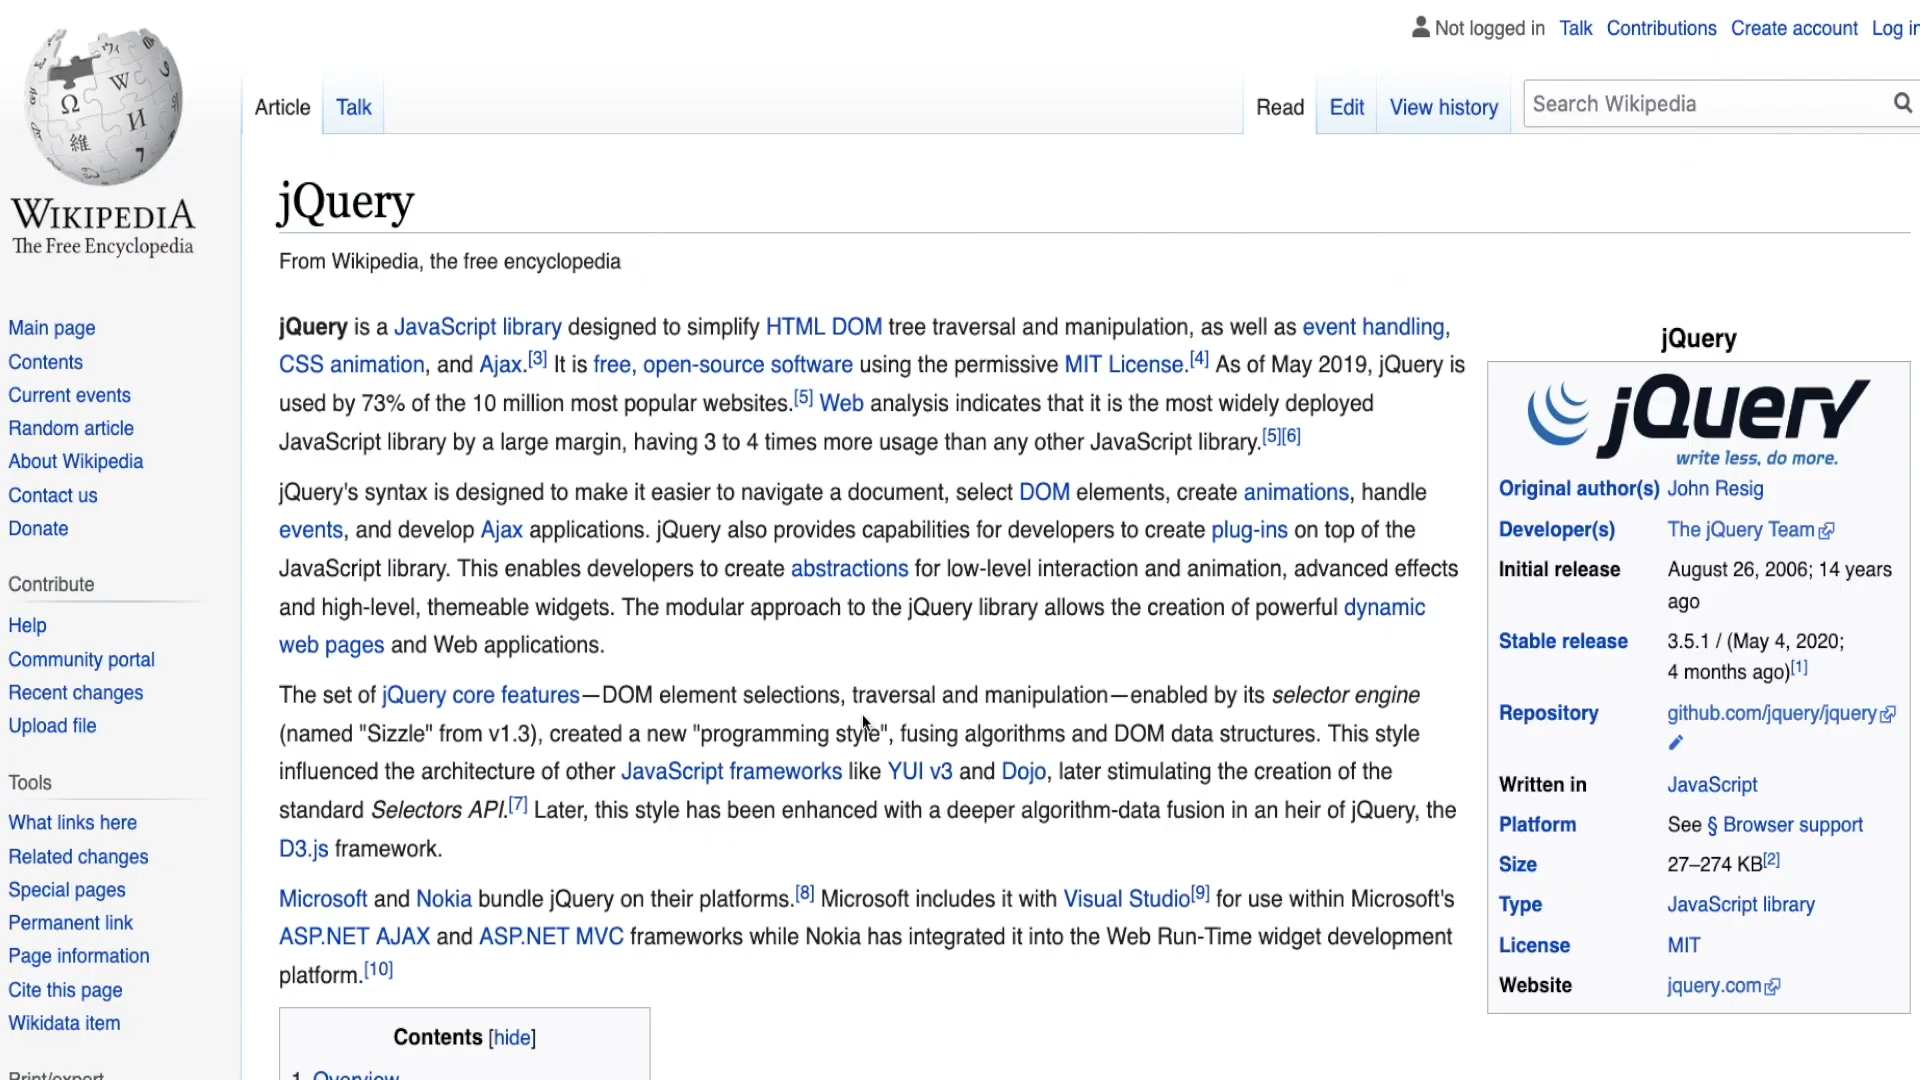 Not logged in Talk Contributions Create account Log in
Article Talk Read Edit View history Search Wikipedia
WIKIPEDIA
The Free Encyclopedia
Main page
Contents
Current events
Random article
About Wikipedia
Contact us
Donate
Contribute
Help
Community portal
Recent changes
Upload file
Tools
What links here
Related changes
Special pages
Permanent link
Page information
Cite this page
Wikidata item
Print/export
jQuery
From Wikipedia, the free encyclopedia
jQuery is a JavaScript library designed to simplify HTML DOM tree traversal and manipulation, as well as event handling,
CSS animation, and Ajax.[3] It is free, open-source software using the permissive MIT License.[4] As of May 2019, jQuery is
used by 73% of the 10 million most popular websites.[5] Web analysis indicates that it is the most widely deployed
JavaScript library by a large margin, having 3 to 4 times more usage than any other JavaScript library.[5][6]
jQuery's syntax is designed to make it easier to navigate a document, select DOM elements, create animations, handle
events, and develop Ajax applications. jQuery also provides capabilities for developers to create plug-ins on top of the
JavaScript library. This enables developers to create abstractions for low-level interaction and animation, advanced effects
and high-level, themeable widgets. The modular approach to the jQuery library allows the creation of powerful dynamic
web pages and Web applications.
The set of jQuery core features—DOM element selections, traversal and manipulation—enabled by its selector engine
(named "Sizzle" from v1.3), created a new "programming style", fusing algorithms and DOM data structures. This style
influenced the architecture of other JavaScript frameworks like YUI v3 and Dojo, later stimulating the creation of the
standard Selectors API.[7] Later, this style has been enhanced with a deeper algorithm-data fusion in an heir of jQuery, the
D3.js framework.
Microsoft and Nokia bundle jQuery on their platforms.[8] Microsoft includes it with Visual Studio[9] for use within Microsoft's
ASP.NET AJAX and ASP.NET MVC frameworks while Nokia has integrated it into the Web Run-Time widget development
platform.[10]
Contents [hide]
1 Overview
jQuery
jQuery
write less, do more.
Original author(s) John Resig
Developer(s) The jQuery Team
Initial release August 26, 2006; 14 years
ago
Stable release 3.5.1 / (May 4, 2020;
4 months ago)[1]
Repository github.com/jquery/jquery
Written in JavaScript
Platform See § Browser support
Size 27–274 KB[2]
Type JavaScript library
License MIT
Website jquery.com